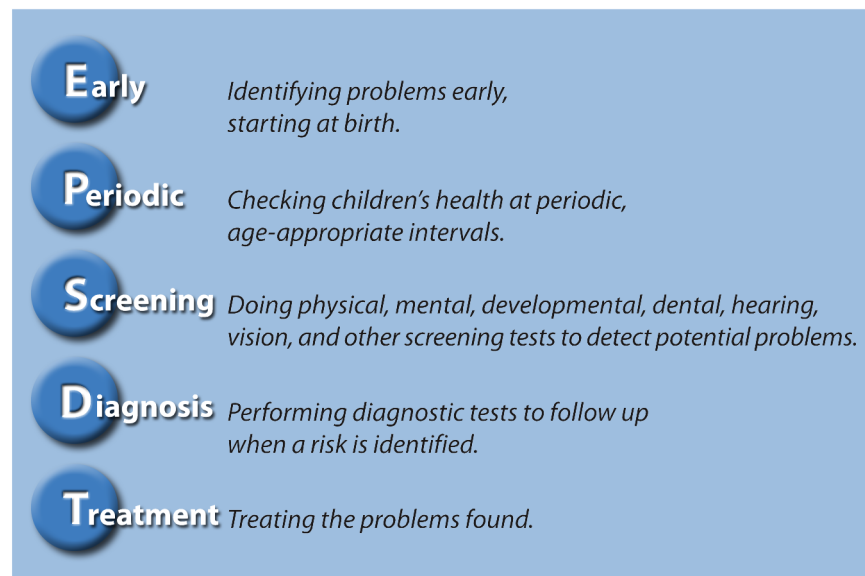 Early
Identifying problems early,
starting at birth.
Periodic
Checking children’s health at periodic,
age-appropriate intervals.
Screening
Doing physical, mental, developmental, dental, hearing,
vision, and other screening tests to detect potential problems.
Diagnosis
Performing diagnostic tests to follow up
when a risk is identified.
Treatment
Treating the problems found.